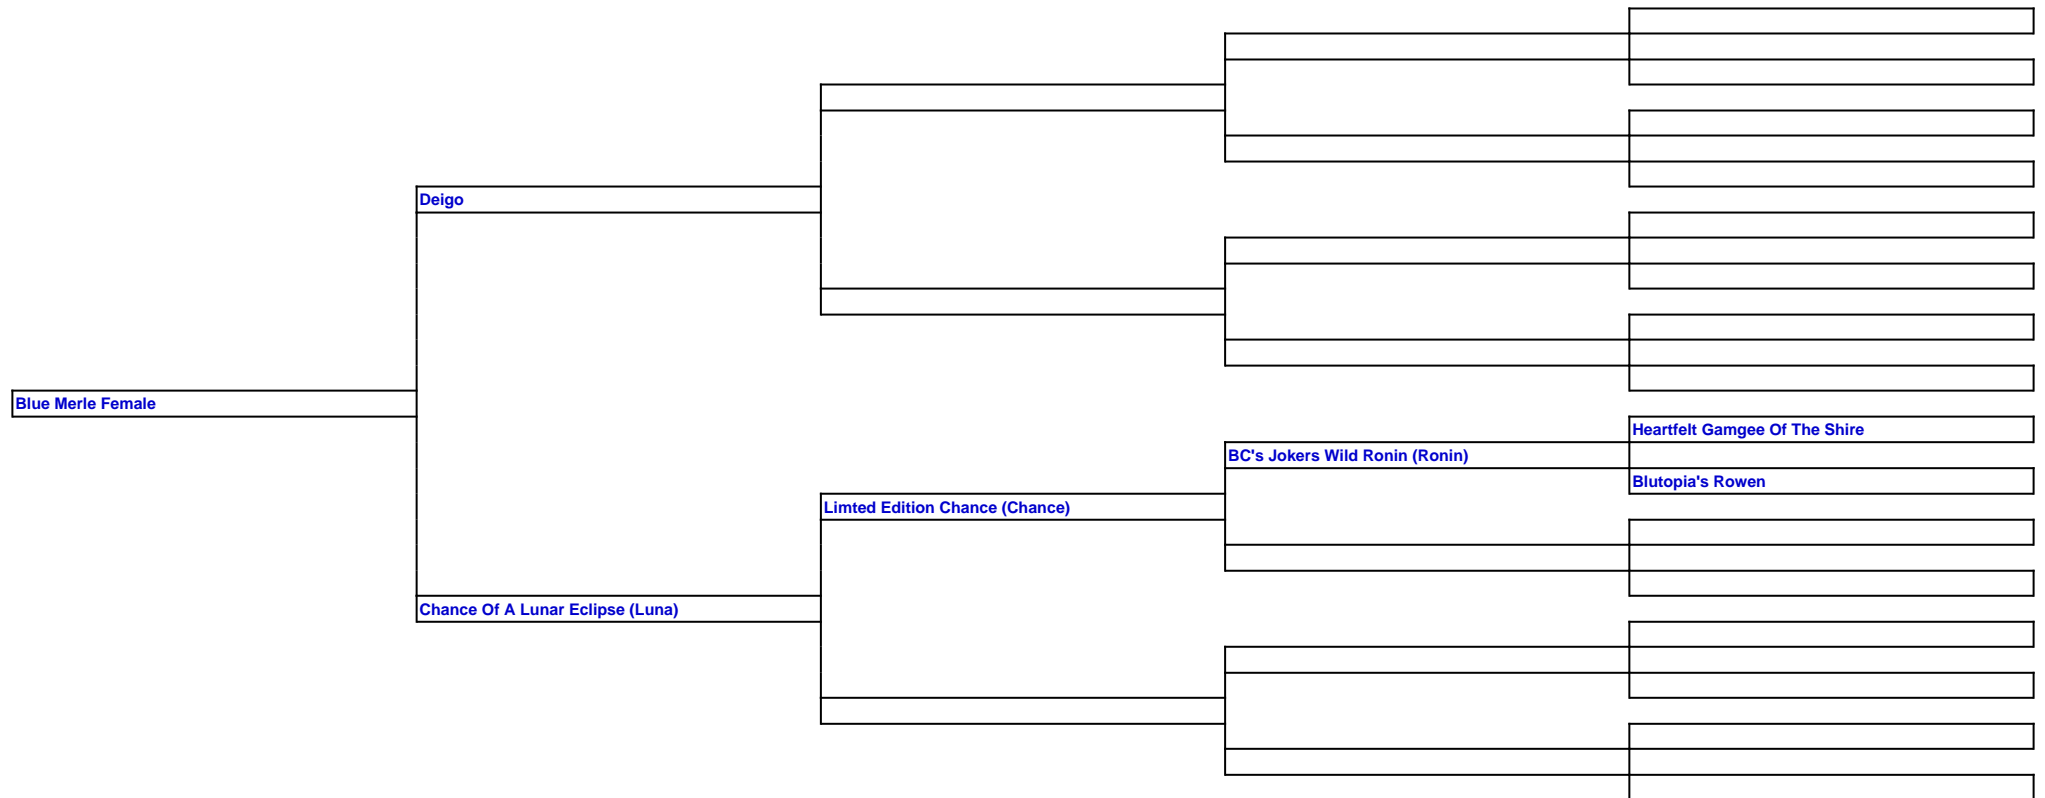 Deigo
Blue Merle Female
Heartfelt Gamgee Of The Shire
BC's Jokers Wild Ronin (Ronin)
Blutopia's Rowen
Limted Edition Chance (Chance)
Chance Of A Lunar Eclipse (Luna)